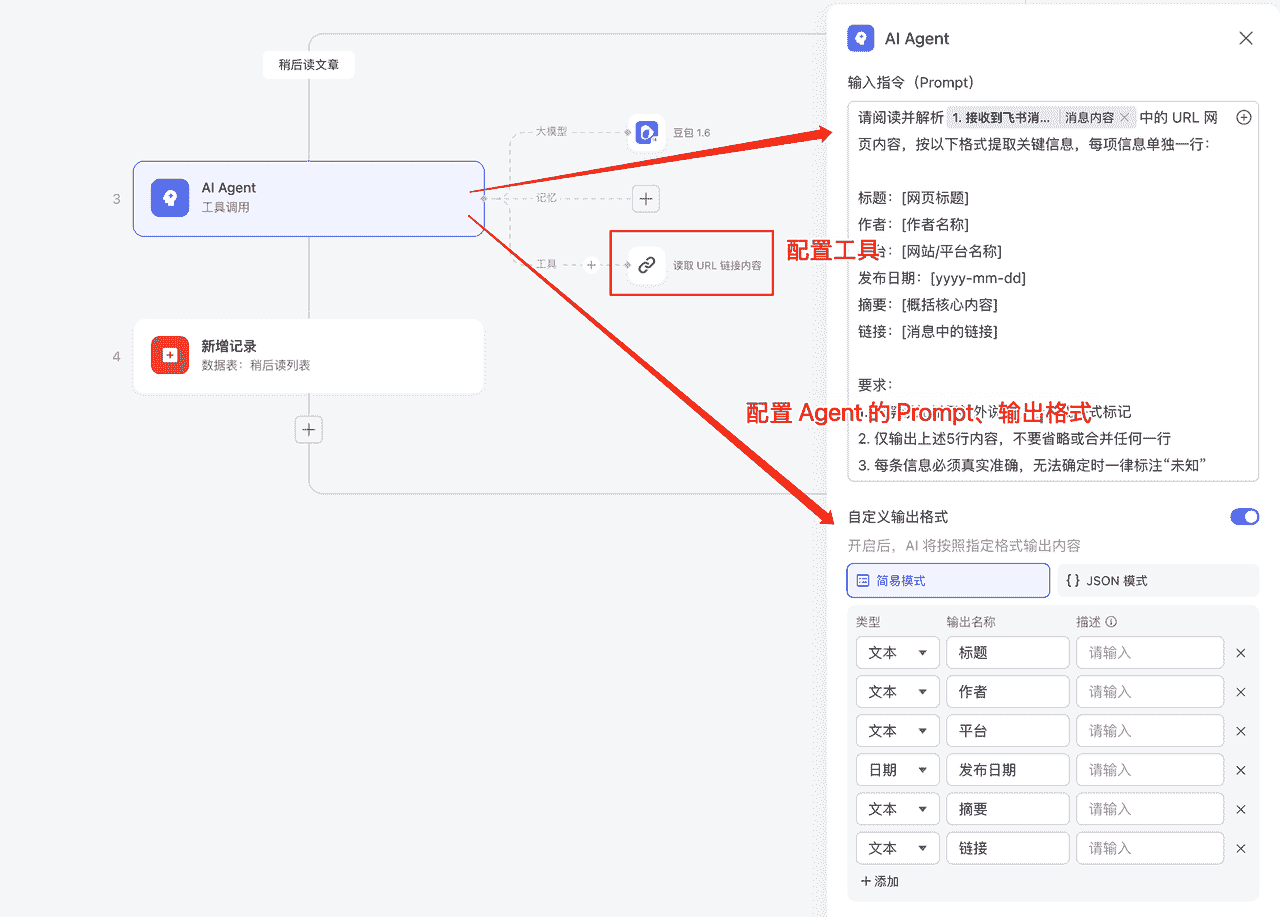 稍后读文章
3
AI Agent
工具调用
大模型
豆包 1.6
记忆
工具
读取 URL 链接内容
配置工具
4
新增记录
数据表：稍后读列表
配置 Agent 的 Prompt、输出格式
AI Agent
输入指令（Prompt）
请阅读并解析 1. 接收到飞书消... 消息内容 中的 URL 网
页内容，按以下格式提取关键信息，每项信息单独一行：
标题：[网页标题]
作者：[作者名称]
台：[网站/平台名称]
发布日期：[yyyy-mm-dd]
摘要：[概括核心内容]
链接：[消息中的链接]
要求：
式标记
2. 仅输出上述5行内容，不要省略或合并任何一行
3. 每条信息必须真实准确，无法确定时一律标注“未知”
自定义输出格式
开启后，AI 将按照指定格式输出内容
简易模式
{} JSON 模式
类型 输出名称 描述
文本 标题 请输入
文本 作者 请输入
文本 平台 请输入
日期 发布日期 请输入
文本 摘要 请输入
文本 链接 请输入
+ 添加